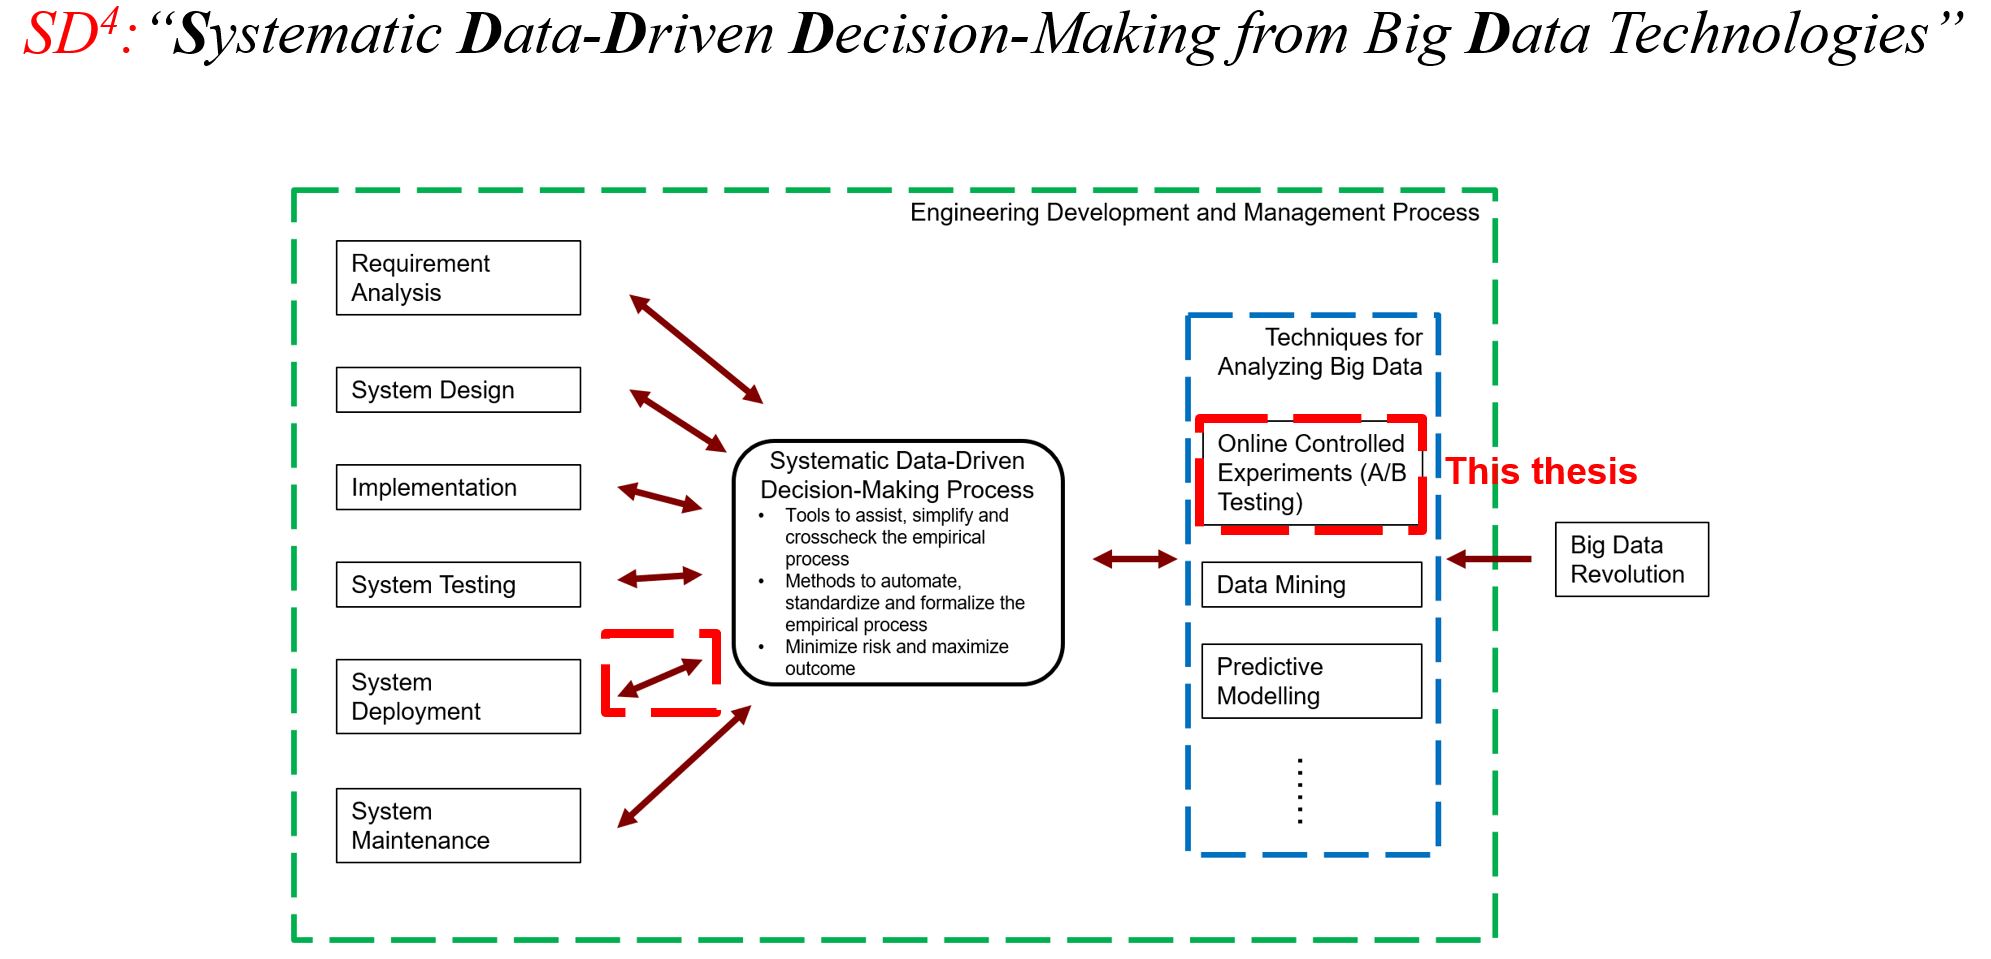 SD⁴:“Systematic Data-Driven Decision-Making from Big Data Technologies”
Engineering Development and Management Process
Requirement
Analysis
System Design
Implementation
System Testing
System
Deployment
System
Maintenance
Systematic Data-Driven
Decision-Making Process
• Tools to assist, simplify and
crosscheck the empirical
process
• Methods to automate,
standardize and formalize the
empirical process
• Minimize risk and maximize
outcome
Techniques for
Analyzing Big Data
Online Controlled
Experiments (A/B
Testing)
This thesis
Data Mining
Predictive
Modelling
Big Data
Revolution